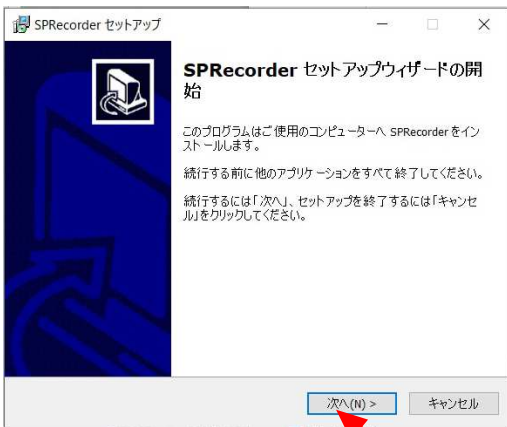 SPRecorder セットアップ
SPRecorder セットアップウィザードの開
始
このプログラムはご使用のコンピューターへ SPRecorder をイン
ストールします。
続行する前に他のアプリケーションをすべて終了してください。
続行するには「次へ」、セットアップを終了するには「キャンセ
ル」をクリックしてください。
次へ(N) >
キャンセル